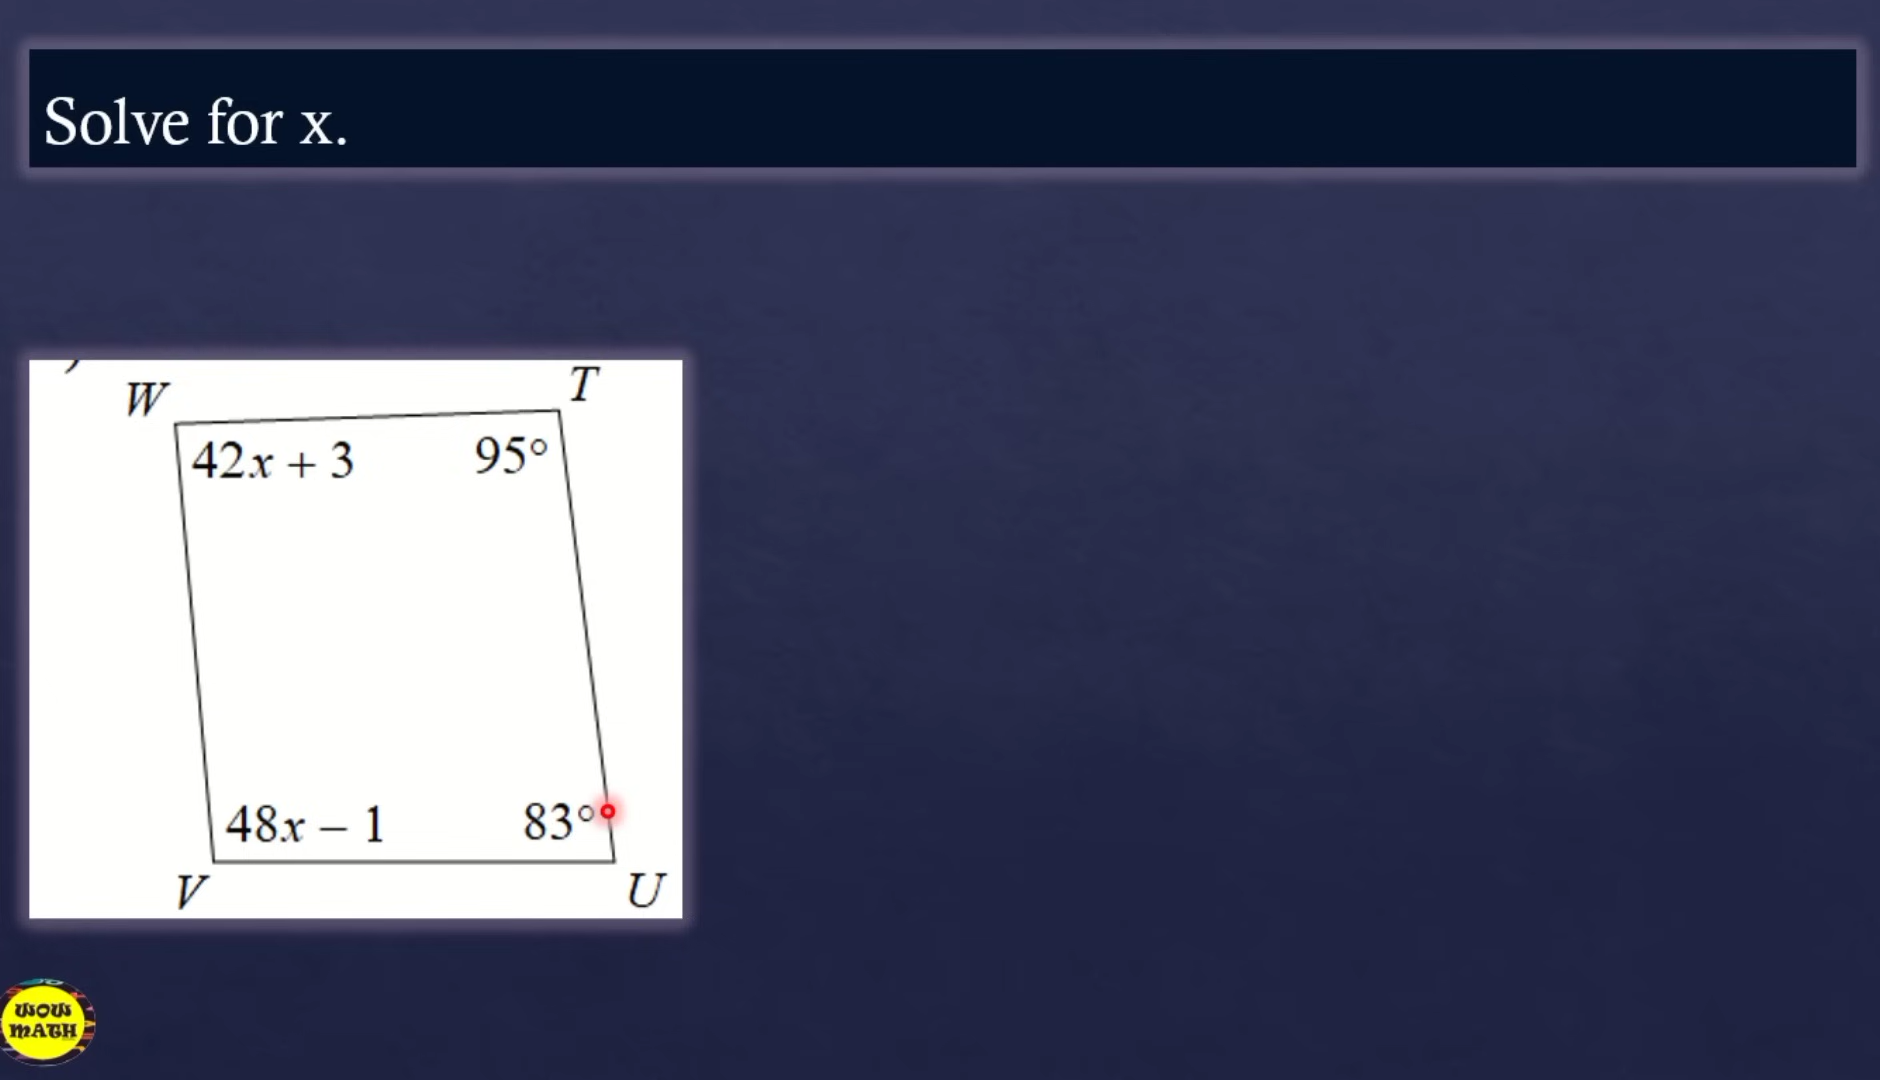 Solve for x.
W
T
42x + 3
95°
48x – 1
83°
V
U
WOW
MATH